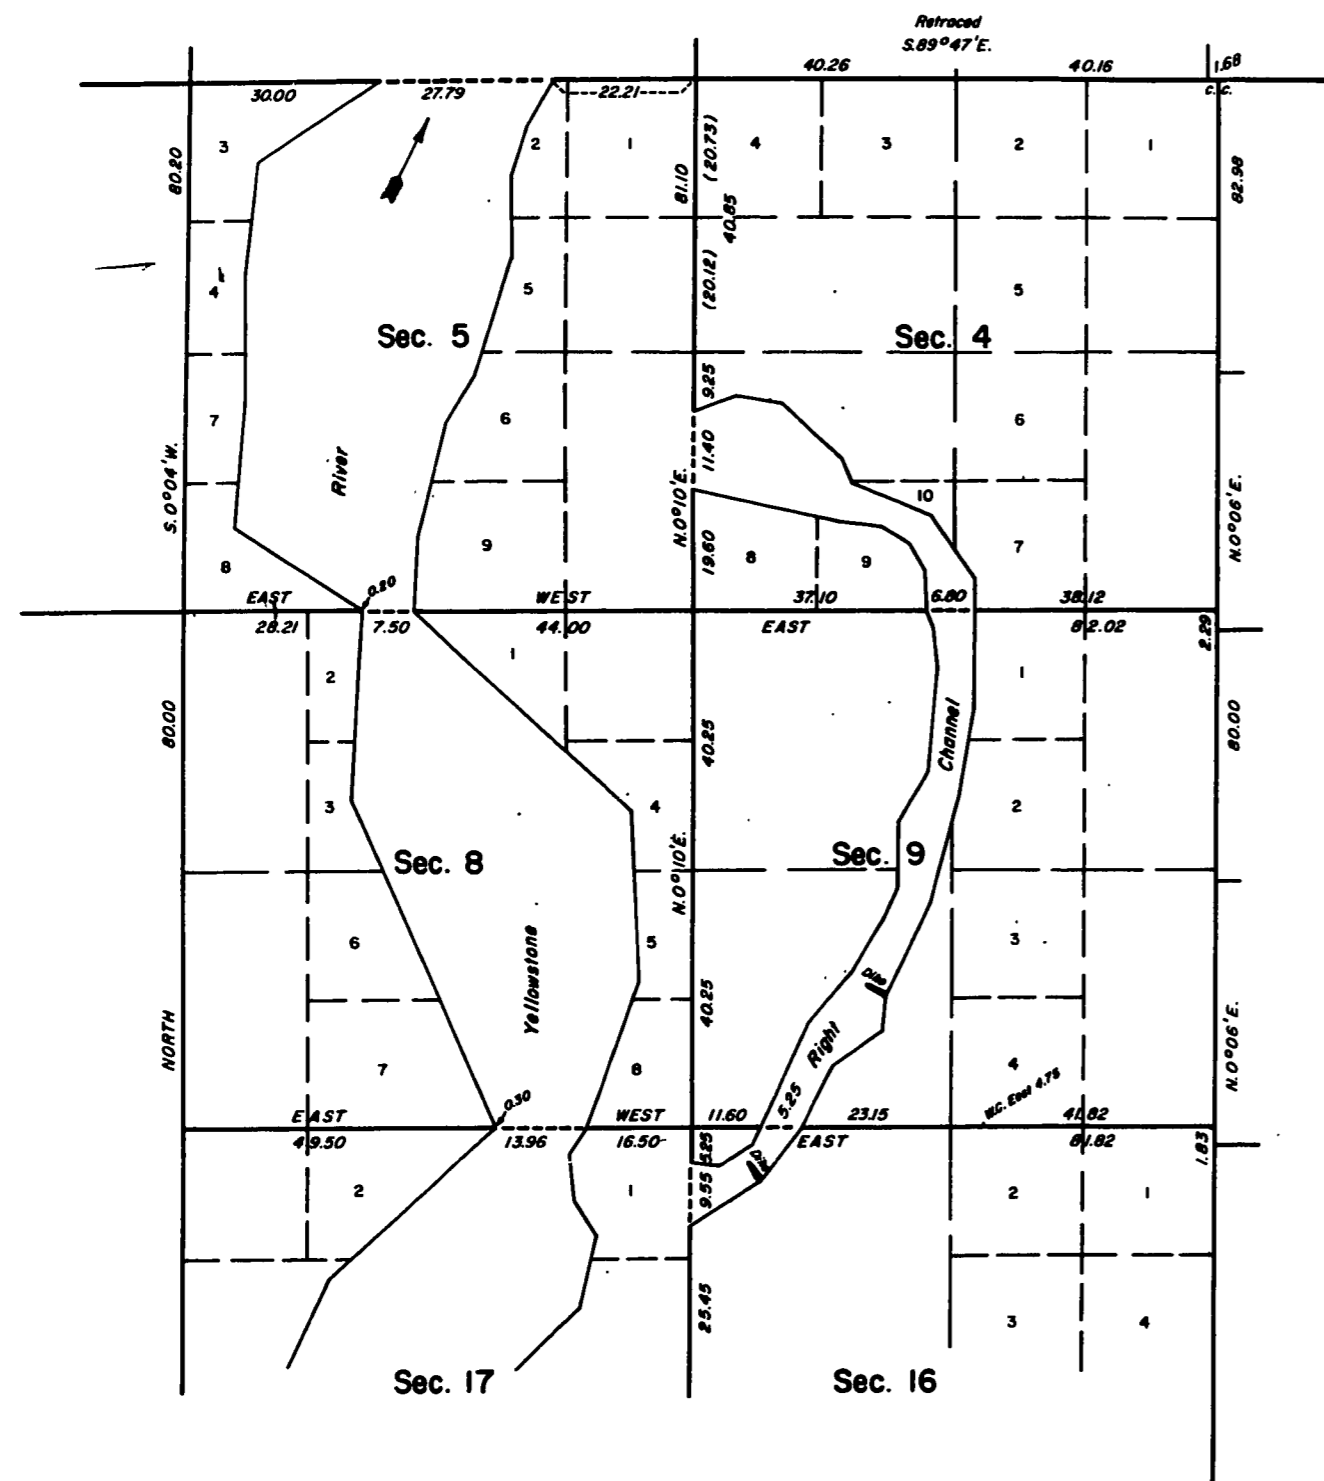 Retraced
S.89°47'E.
40.26
40.16
1.68
C.C.
30.00
27.79
22.21
3
2
1
4
3
2
1
80.20
81.10
(20.73)
40.85
82.98
(20.12)
4
5
5
Sec. 5
Sec. 4
9.25
7
6
6
11.40
River
S.0°04'W.
N.0°10'E.
10
N.0°06'E.
9
19.60
8
9
7
8
0.20
EAST
WEST
37.10
6.80
38.12
28.21
7.50
44.00
EAST
82.02
2.29
2
1
1
80.00
40.25
Channel
80.00
3
4
2
Sec. 8
Sec. 9
N.0°10'E.
6
5
3
Yellowstone
Dike
40.25
NORTH
Right
N.0°06'E.
7
8
4
W.C. East 4.75
0.30
5.25
EAST
WEST
11.60
23.15
41.82
49.50
13.96
16.50
EAST
81.82
1.83
5.25
Dike
2
1
9.55
2
1
25.45
3
4
Sec. 17
Sec. 16